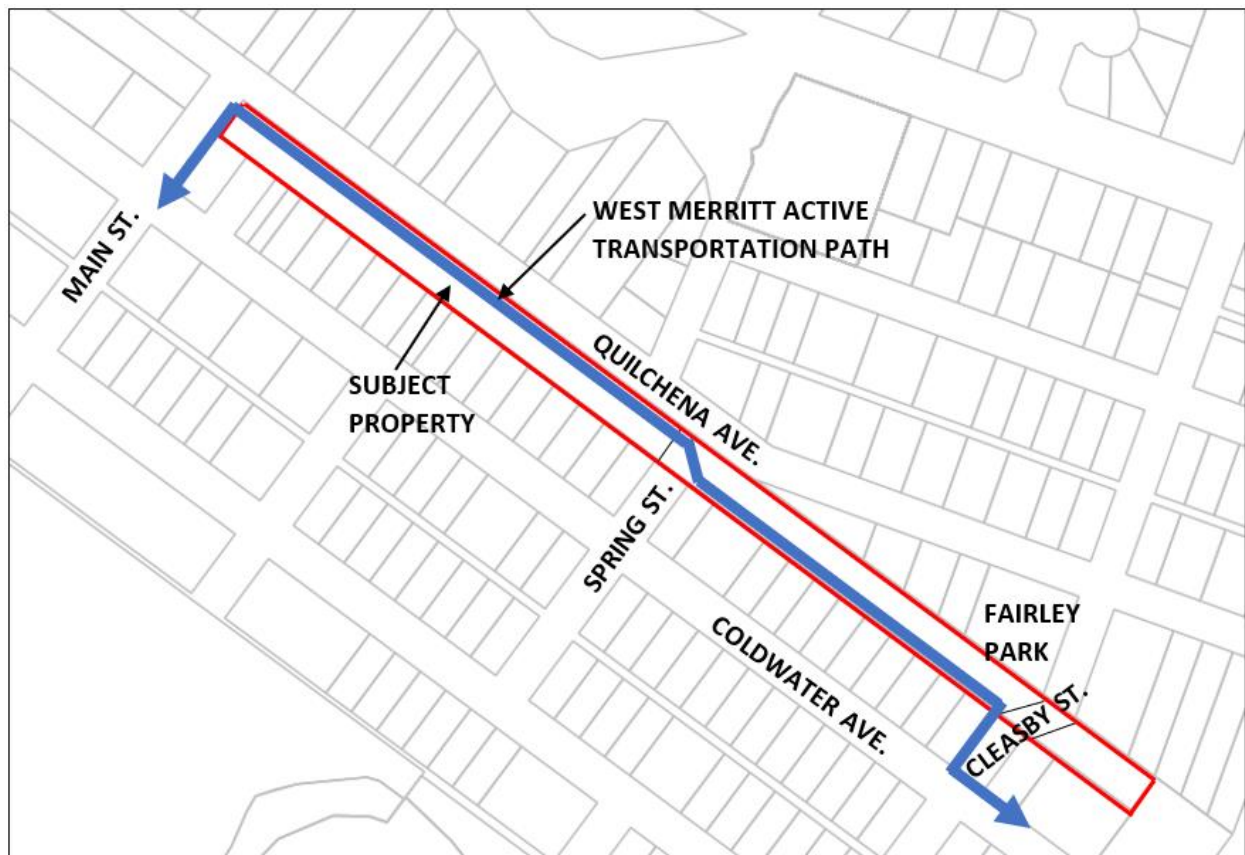 WEST MERRITT ACTIVE
TRANSPORTATION PATH
MAIN ST.
QUILCHENA AVE.
SUBJECT
PROPERTY
SPRING ST.
FAIRLEY
PARK
COLDWATER AVE.
CLEASBY ST.